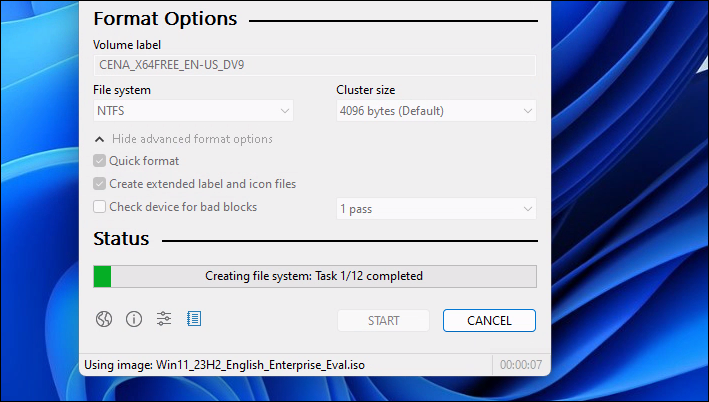 Format Options
Volume label
CENA_X64FREE_EN-US_DV9
File system
Cluster size
NTFS
4096 bytes (Default)
Hide advanced format options
Quick format
Create extended label and icon files
Check device for bad blocks
1 pass
Status
Creating file system: Task 1/12 completed
START
CANCEL
Using image: Win11_23H2_English_Enterprise_Eval.iso
00:00:07